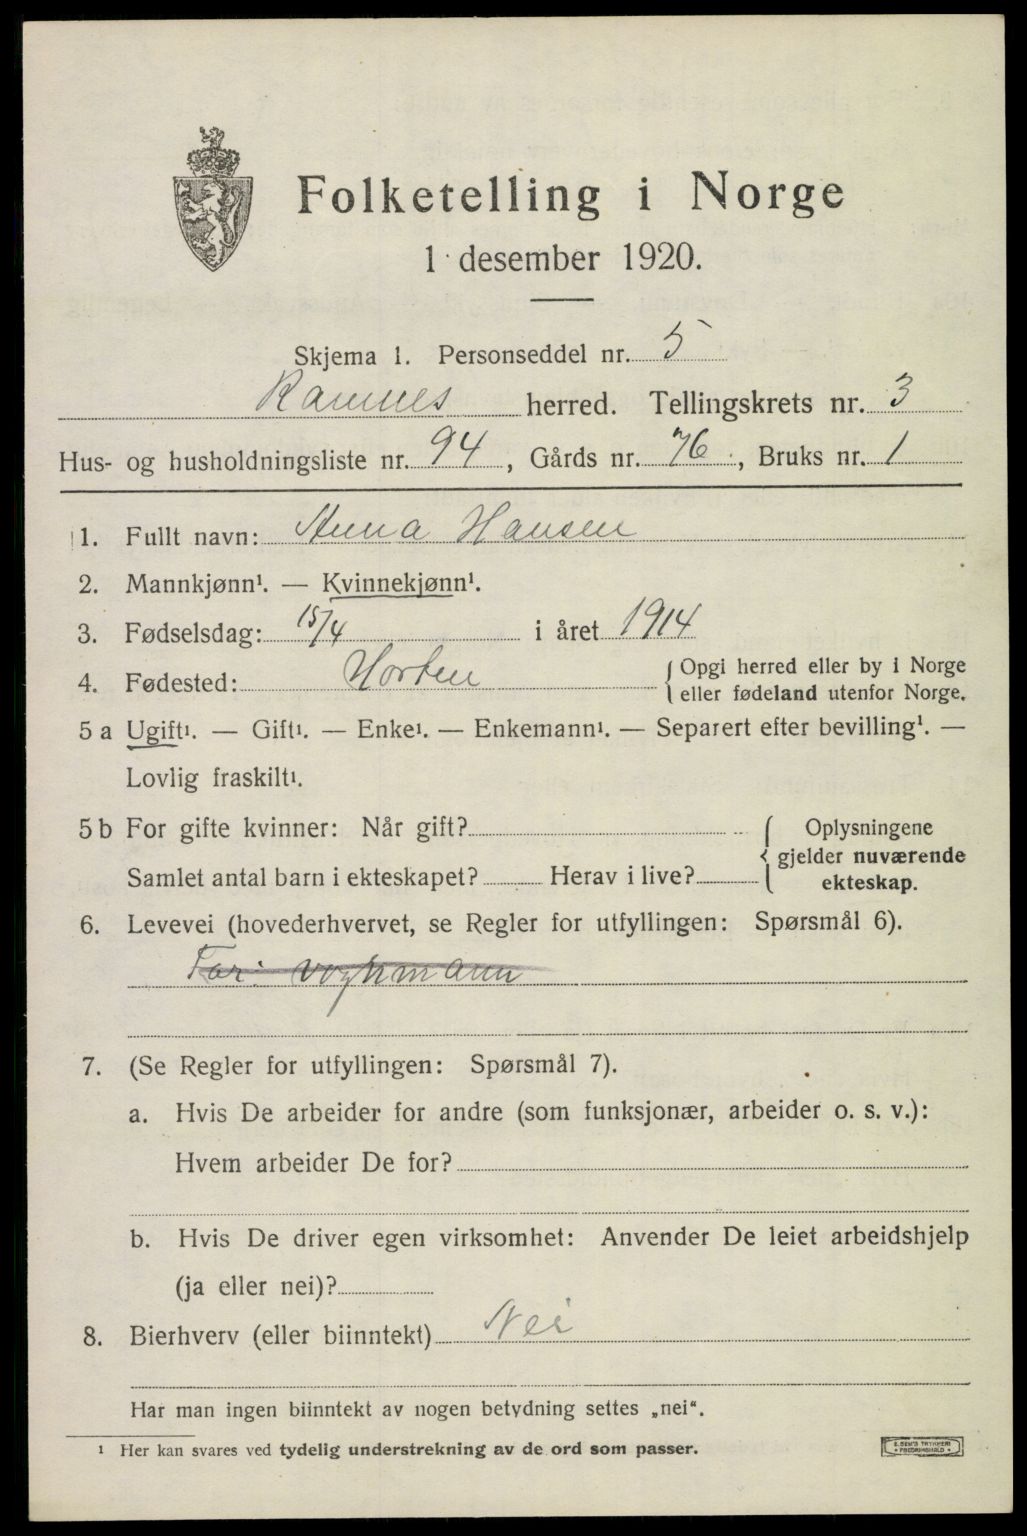 Folketelling i Norge
1 desember 1920.
Skjema 1. Personseddel nr. 5
Ramnes herred. Tellingskrets nr. 3
Hus- og husholdningsliste nr. 94, Gårds nr. 76, Bruks nr. 1
1. Fullt navn: Anna Hansen
2. Mannkjønn¹. — Kvinnekjønn¹.
3. Fødselsdag: 15/4 i året 1914
4. Fødested: Horten { Opgi herred eller by i Norge
eller fødeland utenfor Norge.
5 a Ugift¹. — Gift¹. — Enke¹. — Enkemann¹. — Separert efter bevilling¹. —
Lovlig fraskilt¹.
5 b For gifte kvinner: Når gift? { Oplysningene
gjelder nuværende
Samlet antal barn i ekteskapet? Herav i live? ekteskap.
6. Levevei (hovederhvervet, se Regler for utfyllingen: Spørsmål 6).
Far: vognmann
7. (Se Regler for utfyllingen: Spørsmål 7).
a. Hvis De arbeider for andre (som funksjonær, arbeider o. s. v.):
Hvem arbeider De for?
b. Hvis De driver egen virksomhet: Anvender De leiet arbeidshjelp
(ja eller nei)?
8. Bierhverv (eller biinntekt) Nei
Har man ingen biinntekt av nogen betydning settes „nei“.
¹ Her kan svares ved tydelig understrekning av de ord som passer.
E. SEM'S TRYKKERI
FREDRIKSHALD